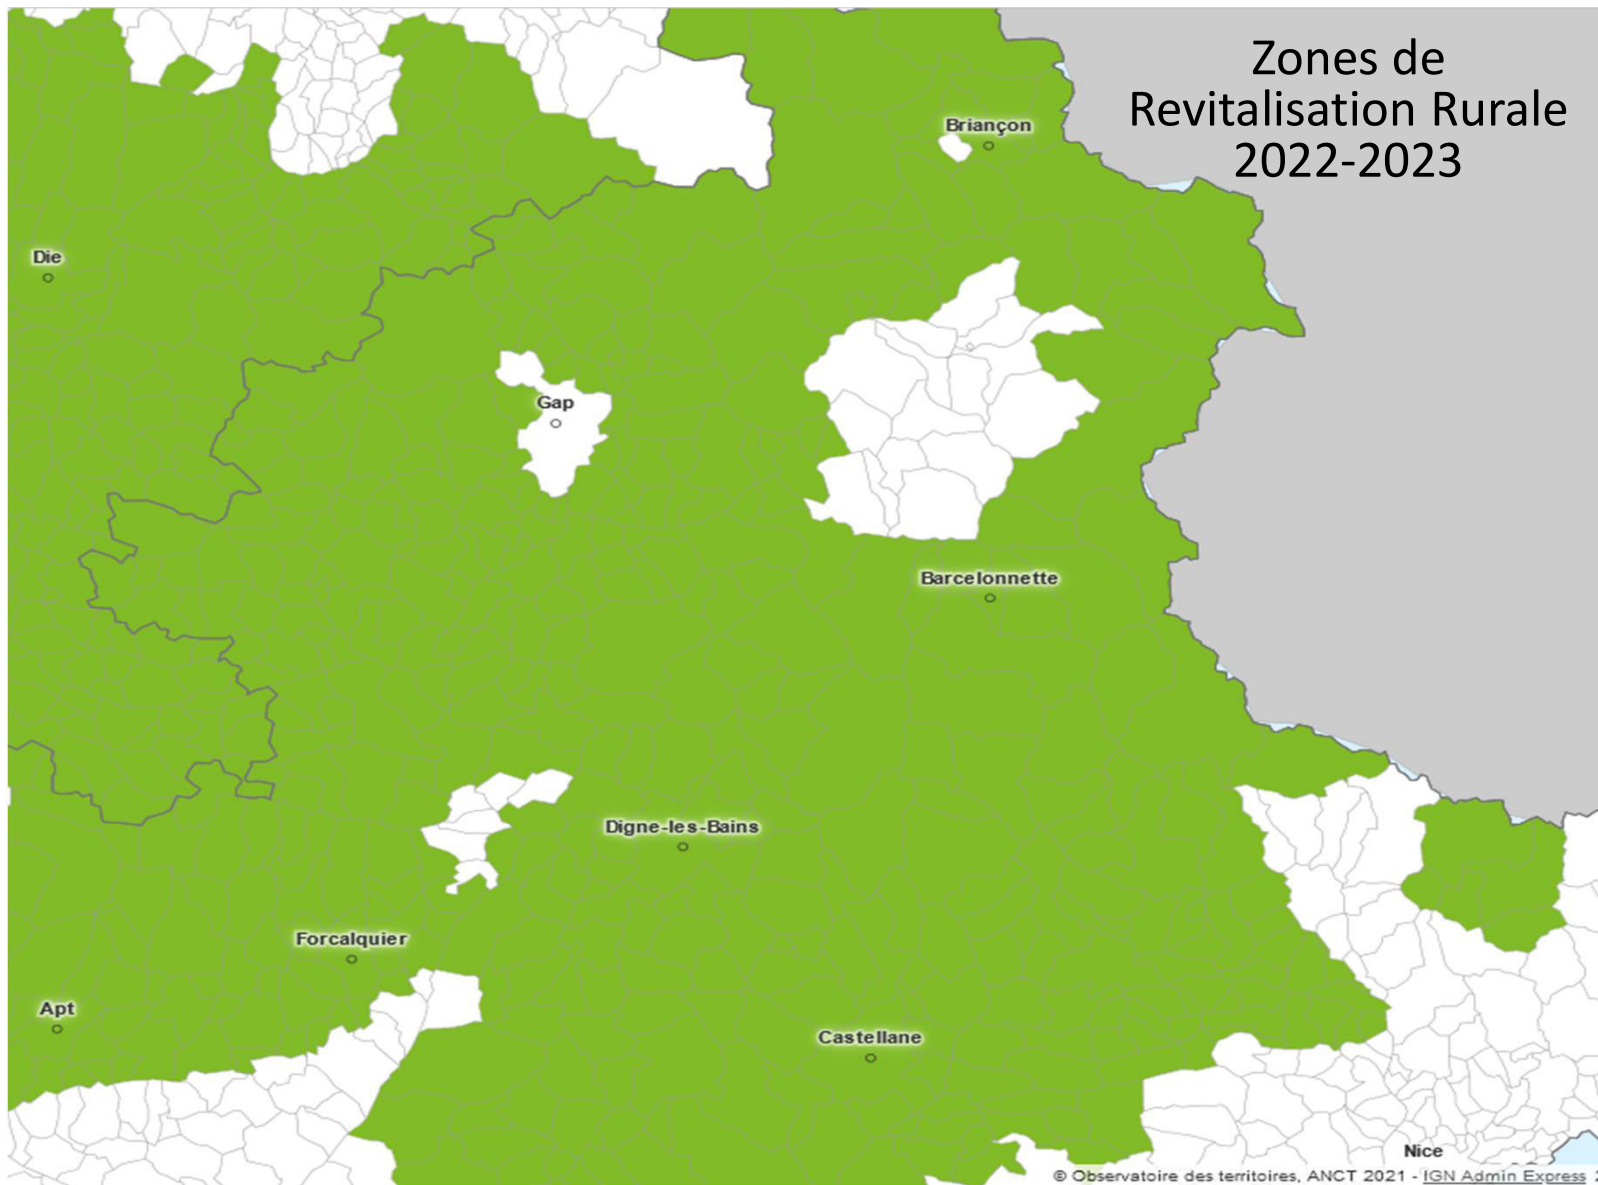 Zones de
Revitalisation Rurale
2022-2023
Briançon
Die
Gap
Barcelonnette
Digne-les-Bains
Forcalquier
Apt
Castellane
Nice
© Observatoire des territoires, ANCT 2021 - IGN Admin Express 2